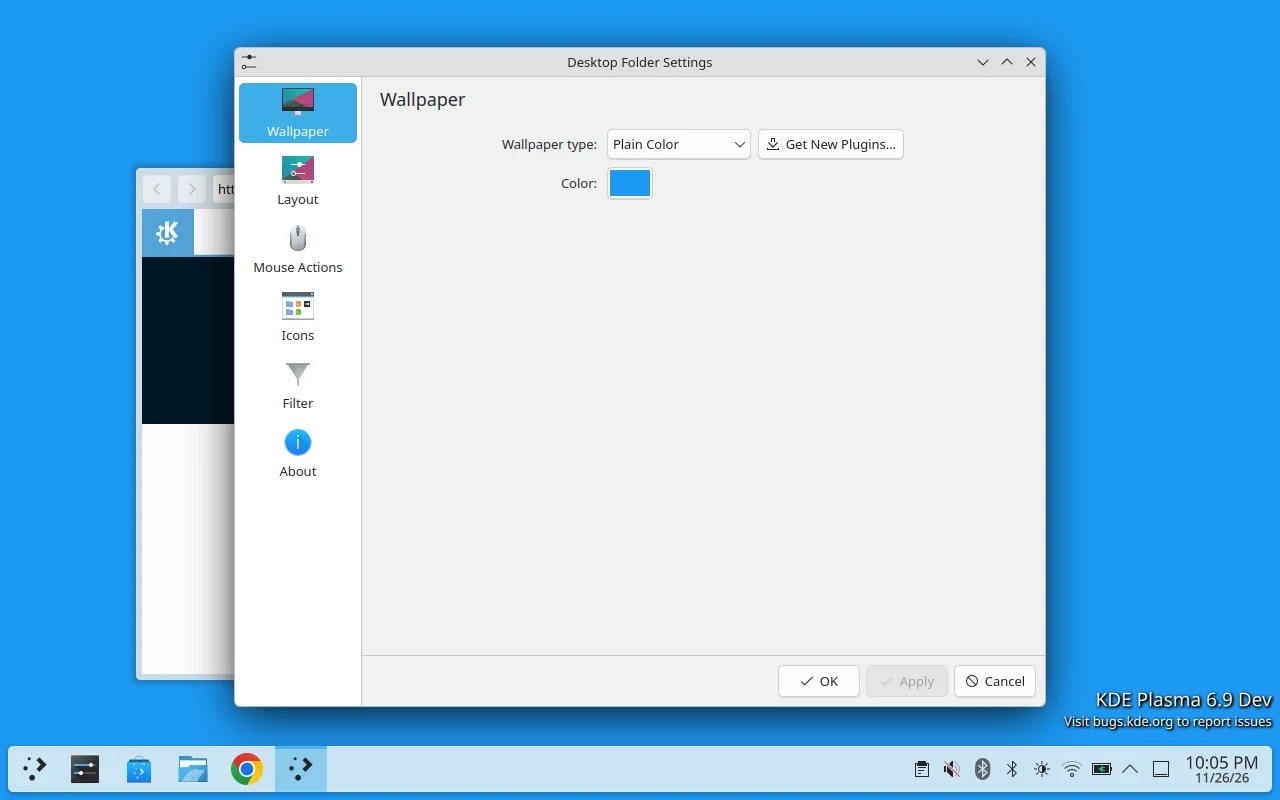 Desktop Folder Settings
Wallpaper
Wallpaper
Wallpaper type:
Plain Color
Get New Plugins...
Color:
Layout
Mouse Actions
Icons
Filter
About
htt
OK
Apply
Cancel
KDE Plasma 6.9 Dev
Visit bugs.kde.org to report issues
10:05 PM
11/26/26